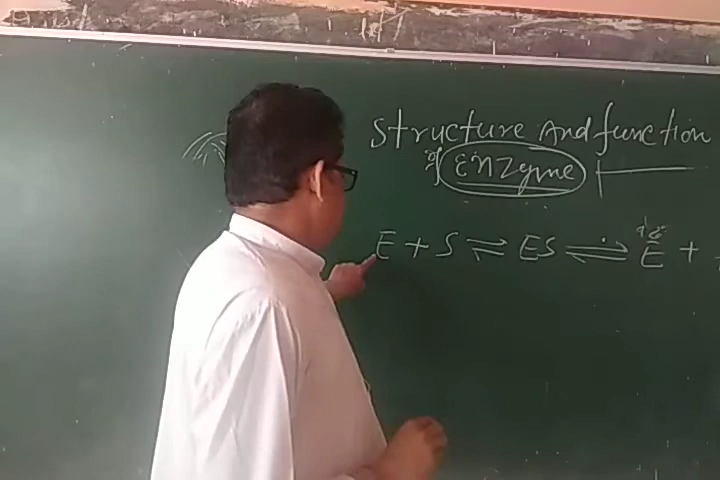 Structure And function
of Enzyme
E + S ⇌ ES ⇌ E +